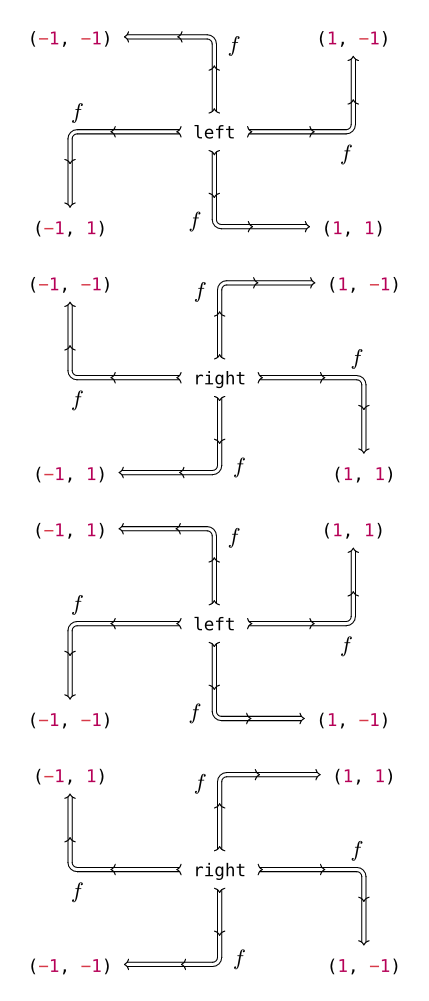 (-1, -1) f (1, -1)
f left f
(-1, 1) f (1, 1)
(-1, -1) f (1, -1)
f right f
(-1, 1) f (1, 1)
(-1, 1) f (1, 1)
f left f
(-1, -1) f (1, -1)
(-1, 1) f (1, 1)
f right f
(-1, -1) f (1, -1)